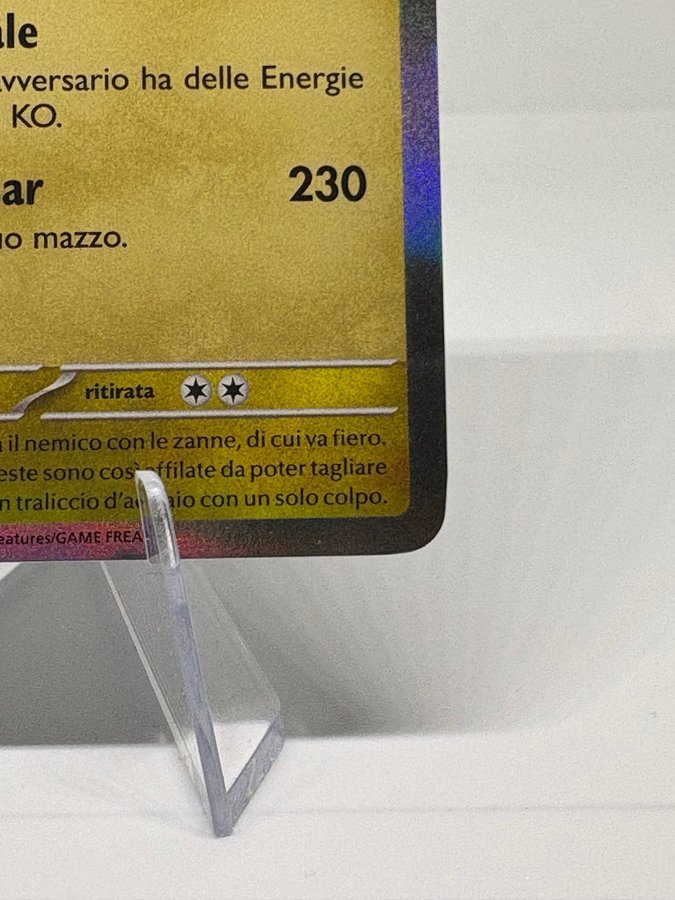 ale
avversario ha delle Energie
KO.
ar 230
uo mazzo.
ritirata
il nemico con le zanne, di cui va fiero.
este sono così affilate da poter tagliare
n traliccio d'acciaio con un solo colpo.
eatures/GAME FREA